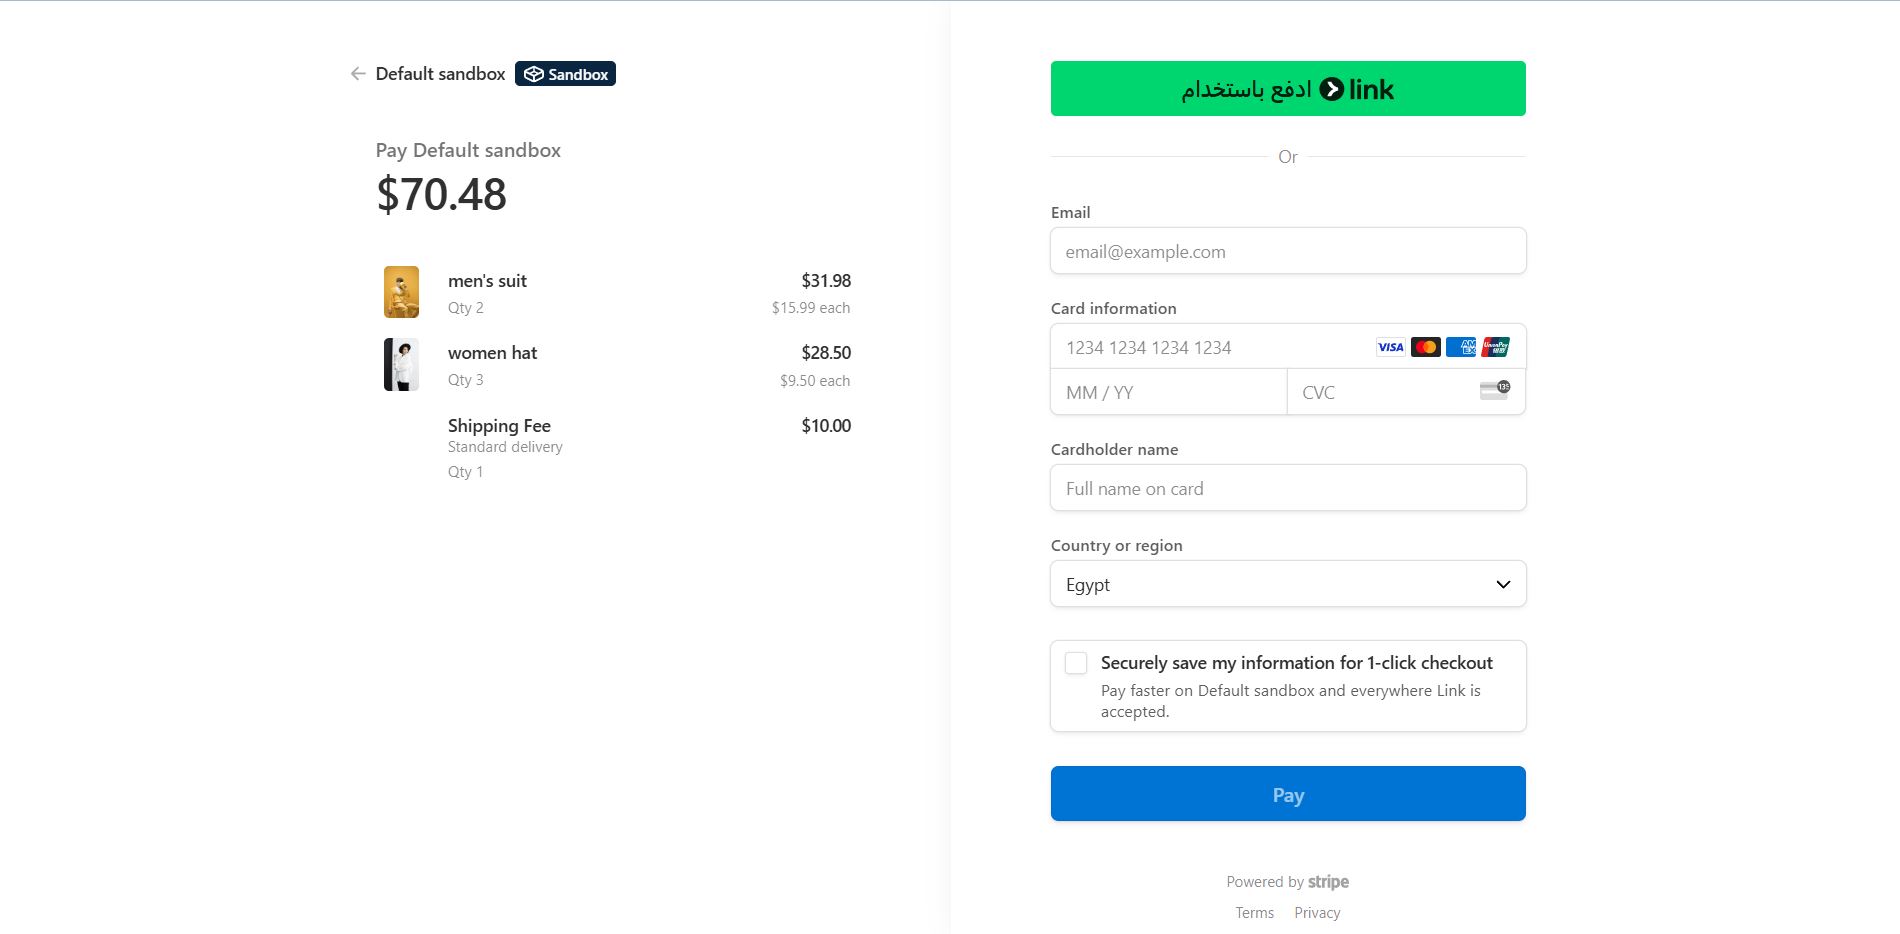 Default sandbox
Sandbox
Pay Default sandbox
$70.48
men's suit
$31.98
Qty 2
$15.99 each
women hat
$28.50
Qty 3
$9.50 each
Shipping Fee
$10.00
Standard delivery
Qty 1
ادفع باستخدام link
Or
Email
email@example.com
Card information
1234 1234 1234 1234
VISA
AM EX
UnionPay
MM / YY
CVC
135
Cardholder name
Full name on card
Country or region
Egypt
Securely save my information for 1-click checkout
Pay faster on Default sandbox and everywhere Link is
accepted.
Pay
Powered by stripe
Terms Privacy